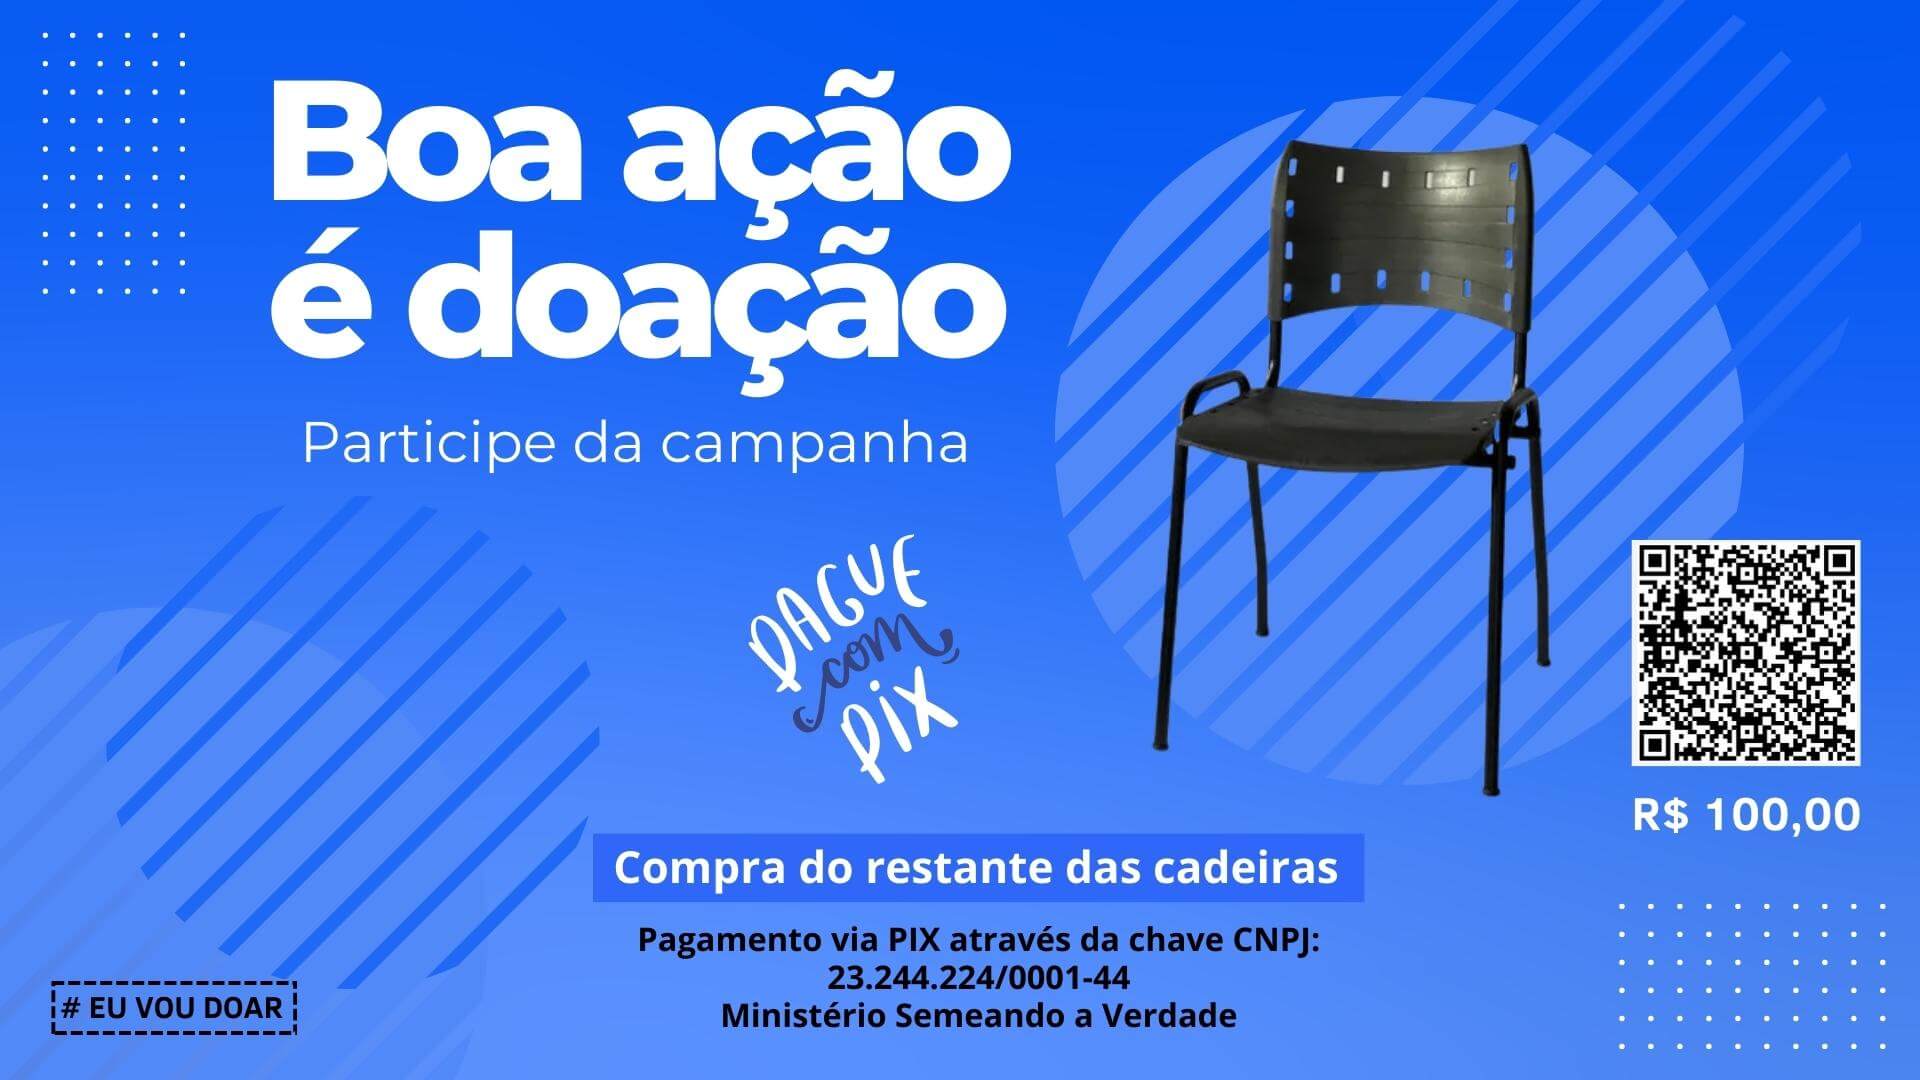 Boa ação
é doação
Participe da campanha
PAGUE
com
PIX
R$ 100,00
Compra do restante das cadeiras
Pagamento via PIX através da chave CNPJ:
23.244.224/0001-44
Ministério Semeando a Verdade
# EU VOU DOAR